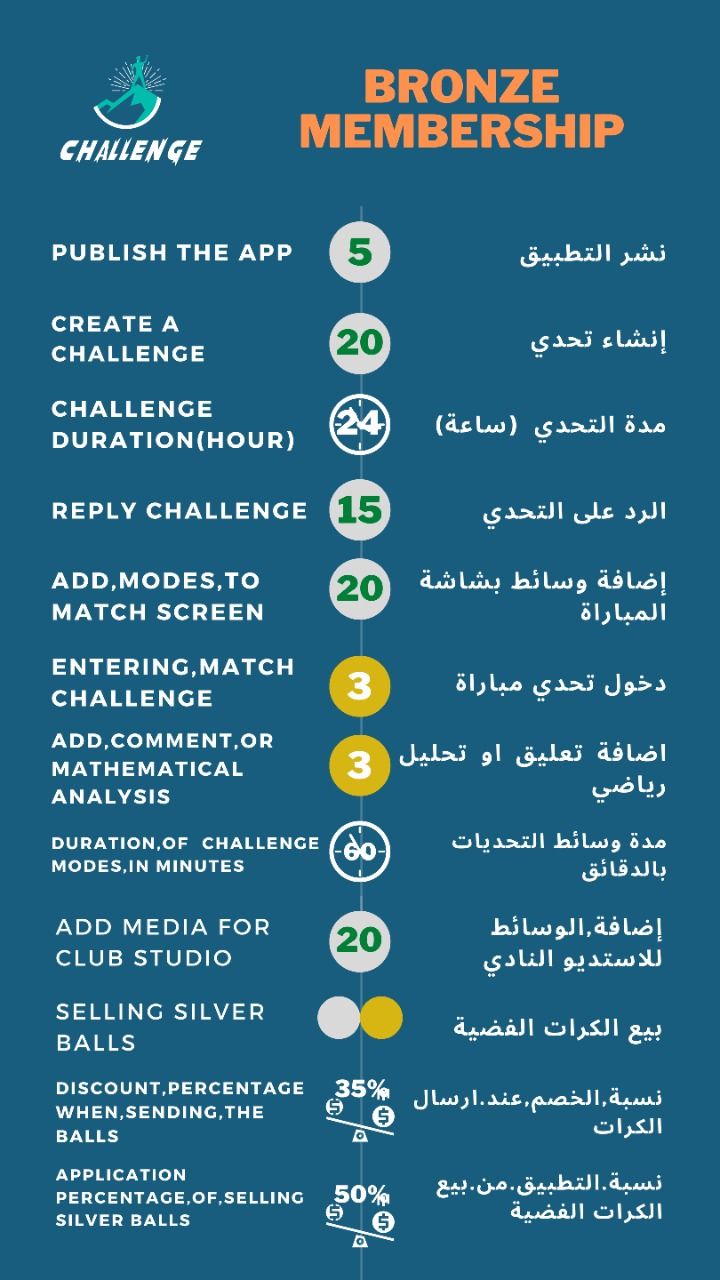 CHALLENGE
BRONZE
MEMBERSHIP
PUBLISH THE APP
5
نشر التطبيق
CREATE A
CHALLENGE
20
إنشاء تحدي
CHALLENGE
DURATION(HOUR)
24
مدة التحدي (ساعة)
REPLY CHALLENGE
15
الرد على التحدي
ADD,MODES,TO
MATCH SCREEN
20
إضافة وسائط بشاشة
المباراة
ENTERING,MATCH
CHALLENGE
3
دخول تحدي مباراة
ADD,COMMENT,OR
MATHEMATICAL
ANALYSIS
3
اضافة تعليق او تحليل
رياضي
DURATION,OF CHALLENGE
MODES,IN MINUTES
60
مدة وسائط التحديات
بالدقائق
ADD MEDIA FOR
CLUB STUDIO
20
إضافة,الوسائط
للاستديو النادي
SELLING SILVER
BALLS
بيع الكرات الفضية
DISCOUNT,PERCENTAGE
WHEN,SENDING,THE
BALLS
35%
$ $
نسبة,الخصم,عند.ارسال
الكرات
APPLICATION
PERCENTAGE,OF,SELLING
SILVER BALLS
50%
$ $
نسبة.التطبيق.من.بيع
الكرات الفضية